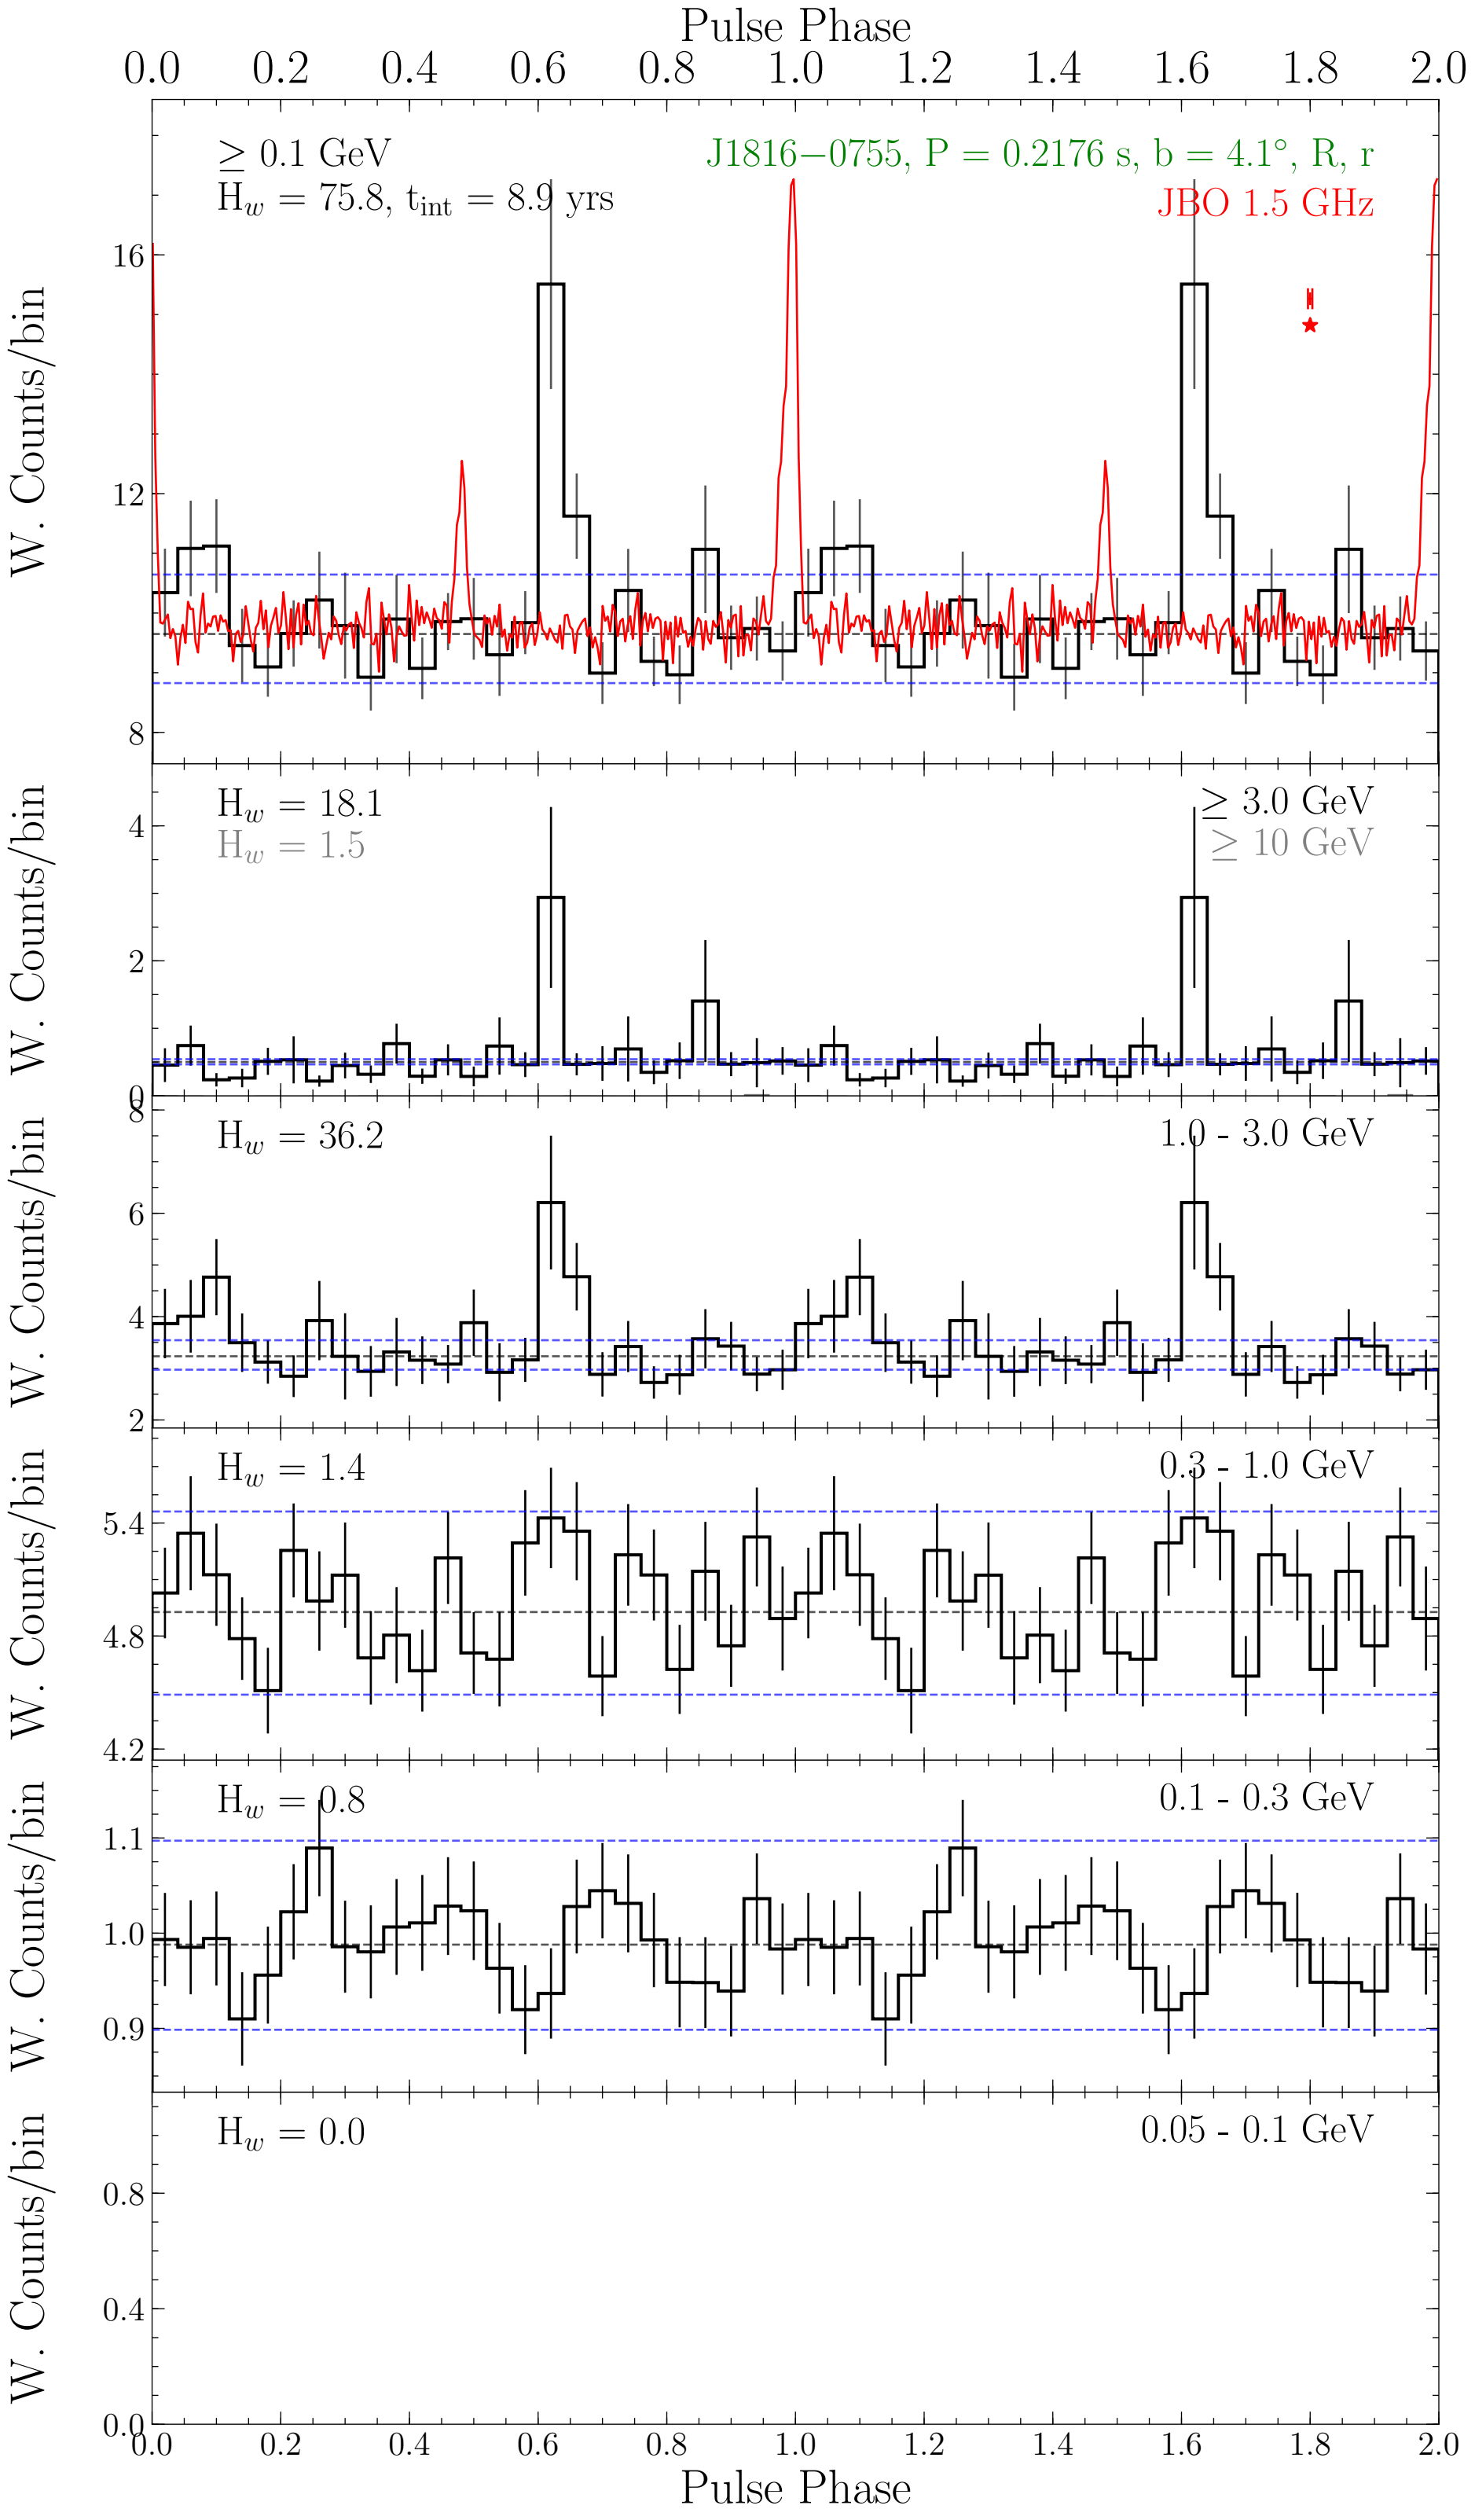 Pulse Phase
0.0 0.2 0.4 0.6 0.8 1.0 1.2 1.4 1.6 1.8 2.0
≥ 0.1 GeV
J1816−0755, P = 0.2176 s, b = 4.1°, R, r
H_w = 75.8, t_int = 8.9 yrs
JBO 1.5 GHz
16
12
8
W. Counts/bin
H_w = 18.1
≥ 3.0 GeV
H_w = 1.5
≥ 10 GeV
4
2
0
W. Counts/bin
H_w = 36.2
1.0 - 3.0 GeV
8
6
4
2
W. Counts/bin
H_w = 1.4
0.3 - 1.0 GeV
5.4
4.8
4.2
W. Counts/bin
H_w = 0.8
0.1 - 0.3 GeV
1.1
1.0
0.9
W. Counts/bin
H_w = 0.0
0.05 - 0.1 GeV
0.8
0.4
0.0
W. Counts/bin
0.0 0.2 0.4 0.6 0.8 1.0 1.2 1.4 1.6 1.8 2.0
Pulse Phase